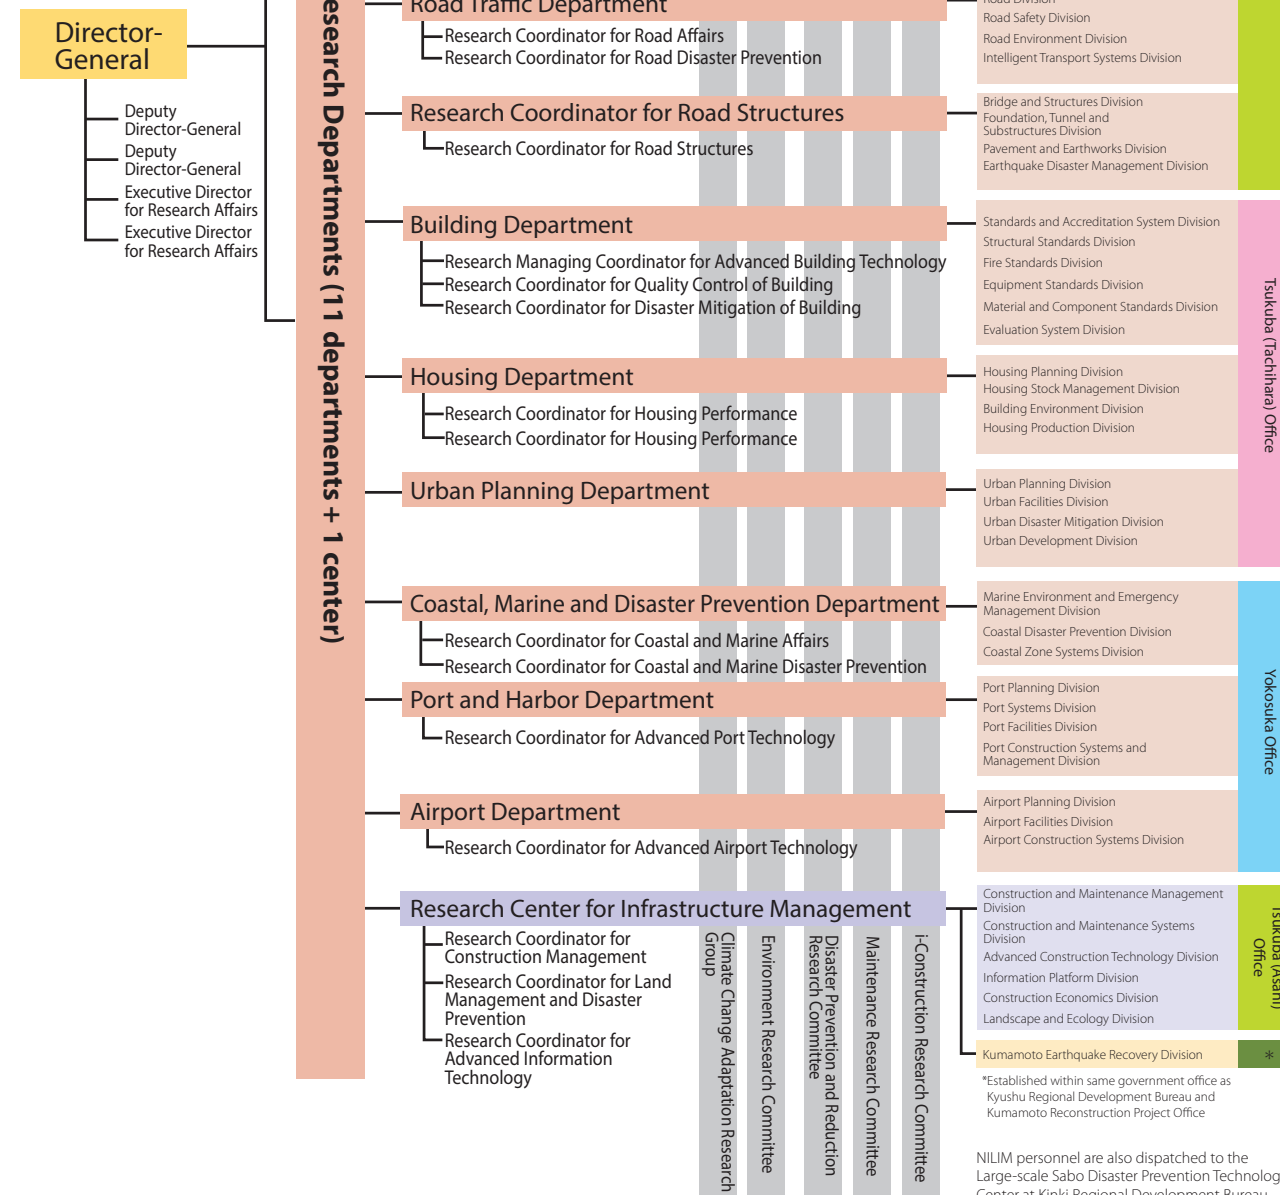 Director-
General
Deputy
Director-General
Deputy
Director-General
Executive Director
for Research Affairs
Executive Director
for Research Affairs
Research Departments (11 departments + 1 center)
Road Traffic Department
Research Coordinator for Road Affairs
Research Coordinator for Road Disaster Prevention
Road Division
Road Safety Division
Road Environment Division
Intelligent Transport Systems Division
Research Coordinator for Road Structures
Research Coordinator for Road Structures
Bridge and Structures Division
Foundation, Tunnel and
Substructures Division
Pavement and Earthworks Division
Earthquake Disaster Management Division
Building Department
Research Managing Coordinator for Advanced Building Technology
Research Coordinator for Quality Control of Building
Research Coordinator for Disaster Mitigation of Building
Standards and Accreditation System Division
Structural Standards Division
Fire Standards Division
Equipment Standards Division
Material and Component Standards Division
Evaluation System Division
Housing Department
Research Coordinator for Housing Performance
Research Coordinator for Housing Performance
Housing Planning Division
Housing Stock Management Division
Building Environment Division
Housing Production Division
Urban Planning Department
Urban Planning Division
Urban Facilities Division
Urban Disaster Mitigation Division
Urban Development Division
Tsukuba (Tachihara) Office
Coastal, Marine and Disaster Prevention Department
Research Coordinator for Coastal and Marine Affairs
Research Coordinator for Coastal and Marine Disaster Prevention
Marine Environment and Emergency
Management Division
Coastal Disaster Prevention Division
Coastal Zone Systems Division
Port and Harbor Department
Research Coordinator for Advanced Port Technology
Port Planning Division
Port Systems Division
Port Facilities Division
Port Construction Systems and
Management Division
Airport Department
Research Coordinator for Advanced Airport Technology
Airport Planning Division
Airport Facilities Division
Airport Construction Systems Division
Yokosuka Office
Research Center for Infrastructure Management
Research Coordinator for
Construction Management
Research Coordinator for Land
Management and Disaster
Prevention
Research Coordinator for
Advanced Information
Technology
Climate Change Adaptation Research
Group
Environment Research Committee
Disaster Prevention and Reduction
Research Committee
Maintenance Research Committee
i-Construction Research Committee
Construction and Maintenance Management
Division
Construction and Maintenance Systems
Division
Advanced Construction Technology Division
Information Platform Division
Construction Economics Division
Landscape and Ecology Division
Tsukuba (Asahi)
Office
Kumamoto Earthquake Recovery Division
*
*Established within same government office as
Kyushu Regional Development Bureau and
Kumamoto Reconstruction Project Office
NILIM personnel are also dispatched to the
Large-scale Sabo Disaster Prevention Technolog
Center at Kinki Regional Development Bureau